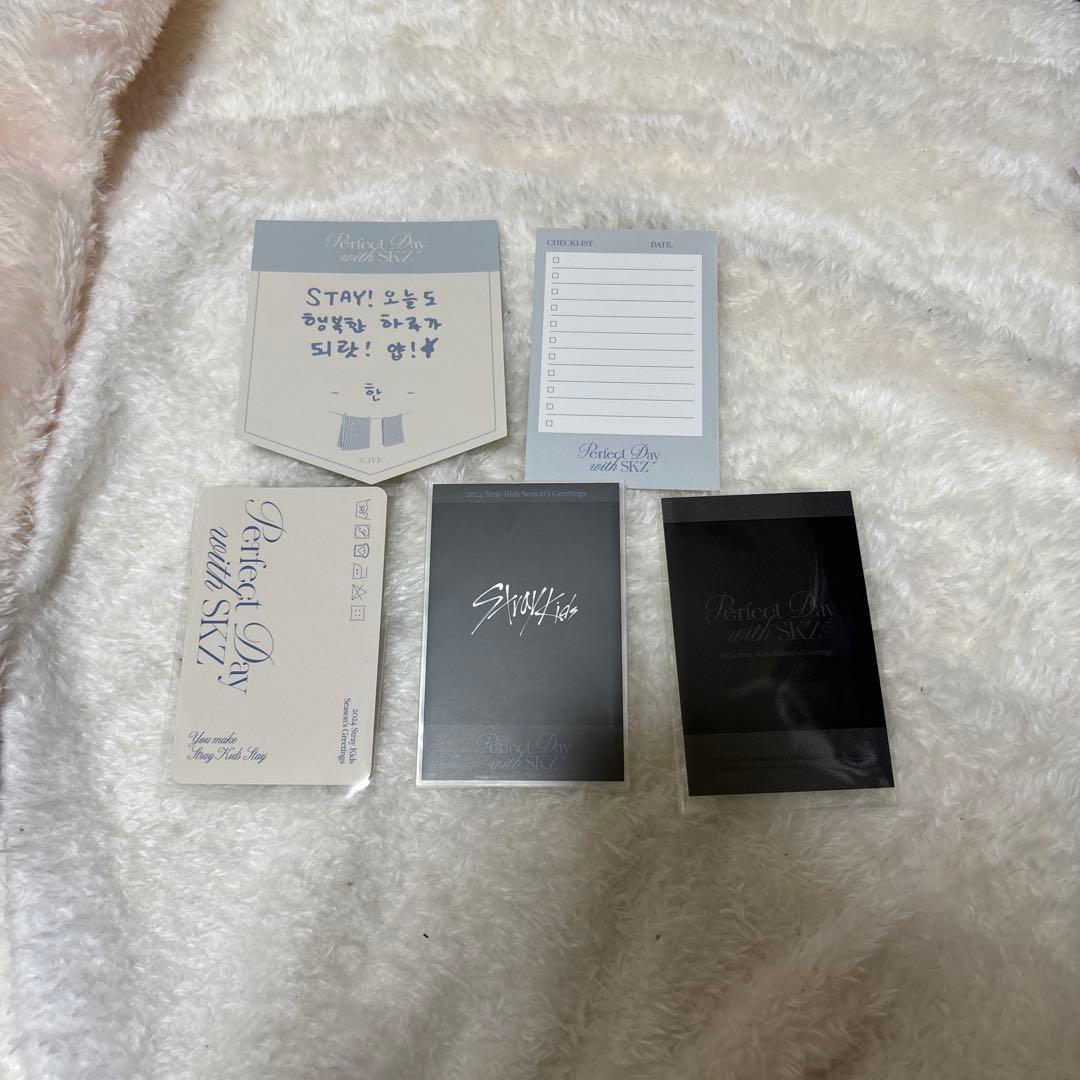 Perfect Day
with SKZ
STAY! 오늘도
행복한 하루가
되랏! 얍!
- 한 -
© JYP.
CHECKLIST DATE.
Perfect Day
with SKZ
Perfect Day
with SKZ
You make
Stray Kids Stay
2024 Stray Kids
Season's Greetings
2024 Stray Kids Season's Greetings
Stray Kids
Perfect Day
with SKZ
Perfect Day
with SKZ
2024 Stray Kids Season's Greetings